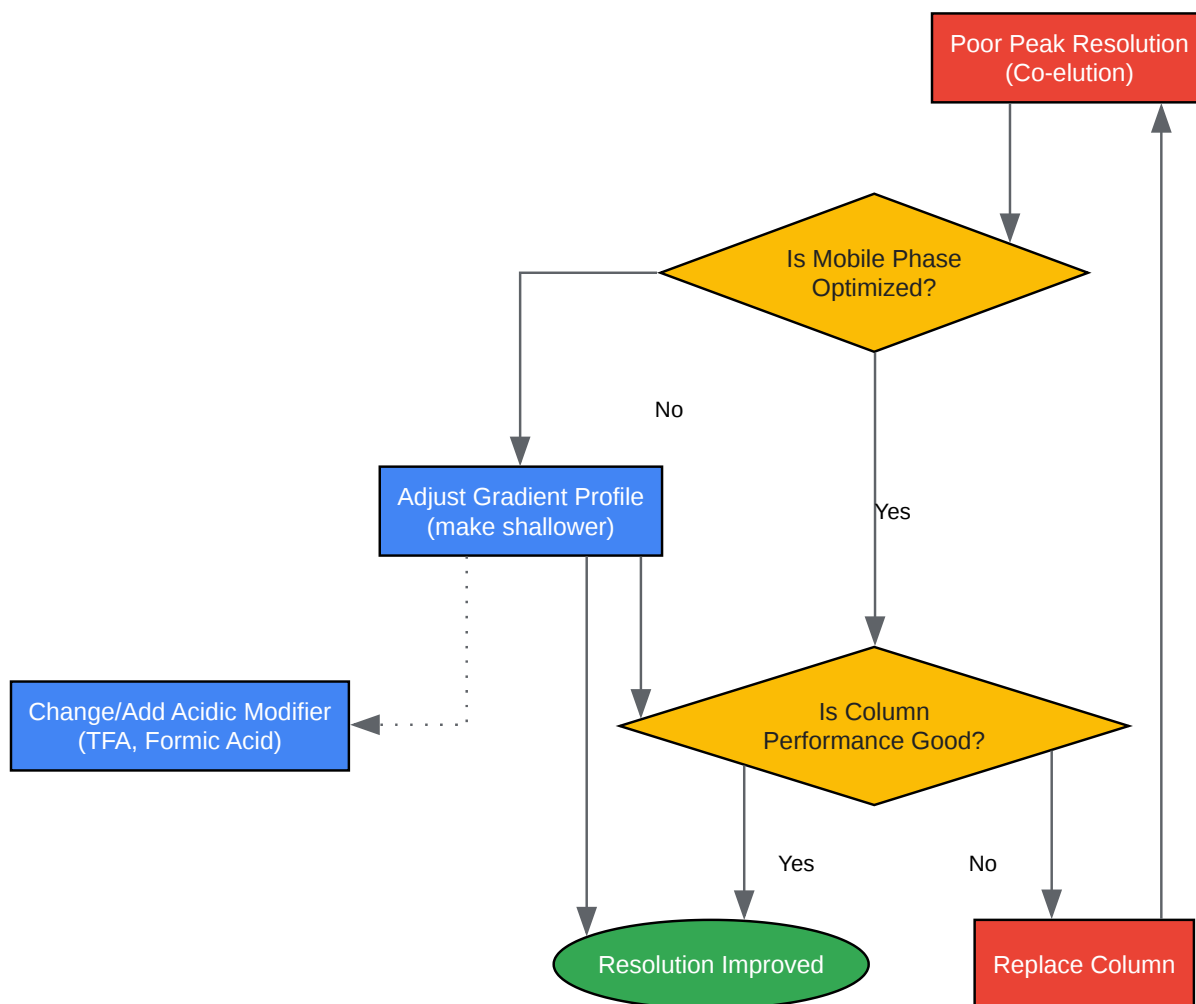 Poor Peak Resolution
(Co-elution)
Is Mobile Phase
Optimized?
No
Adjust Gradient Profile
(make shallower)
Yes
Change/Add Acidic Modifier
(TFA, Formic Acid)
Is Column
Performance Good?
Yes
No
Resolution Improved
Replace Column